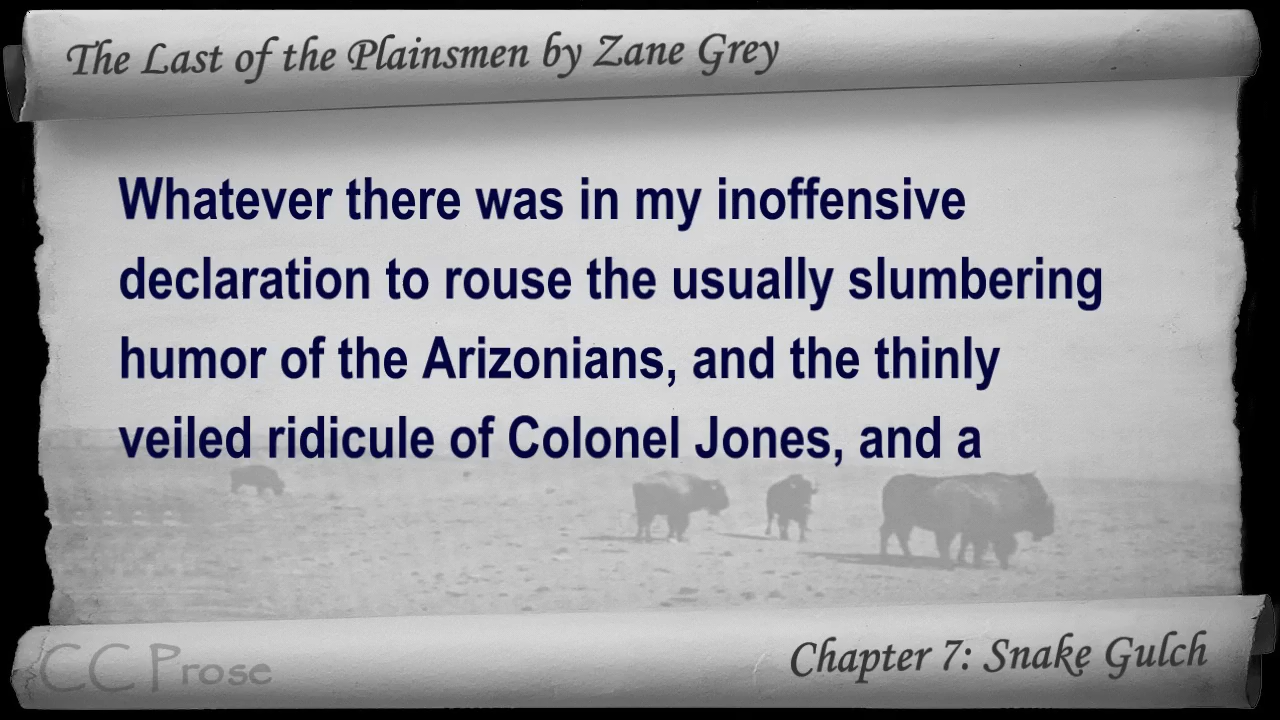 The Last of the Plainsmen by Zane Grey
Whatever there was in my inoffensive
declaration to rouse the usually slumbering
humor of the Arizonians, and the thinly
veiled ridicule of Colonel Jones, and a
CC Prose
Chapter 7: Snake Gulch